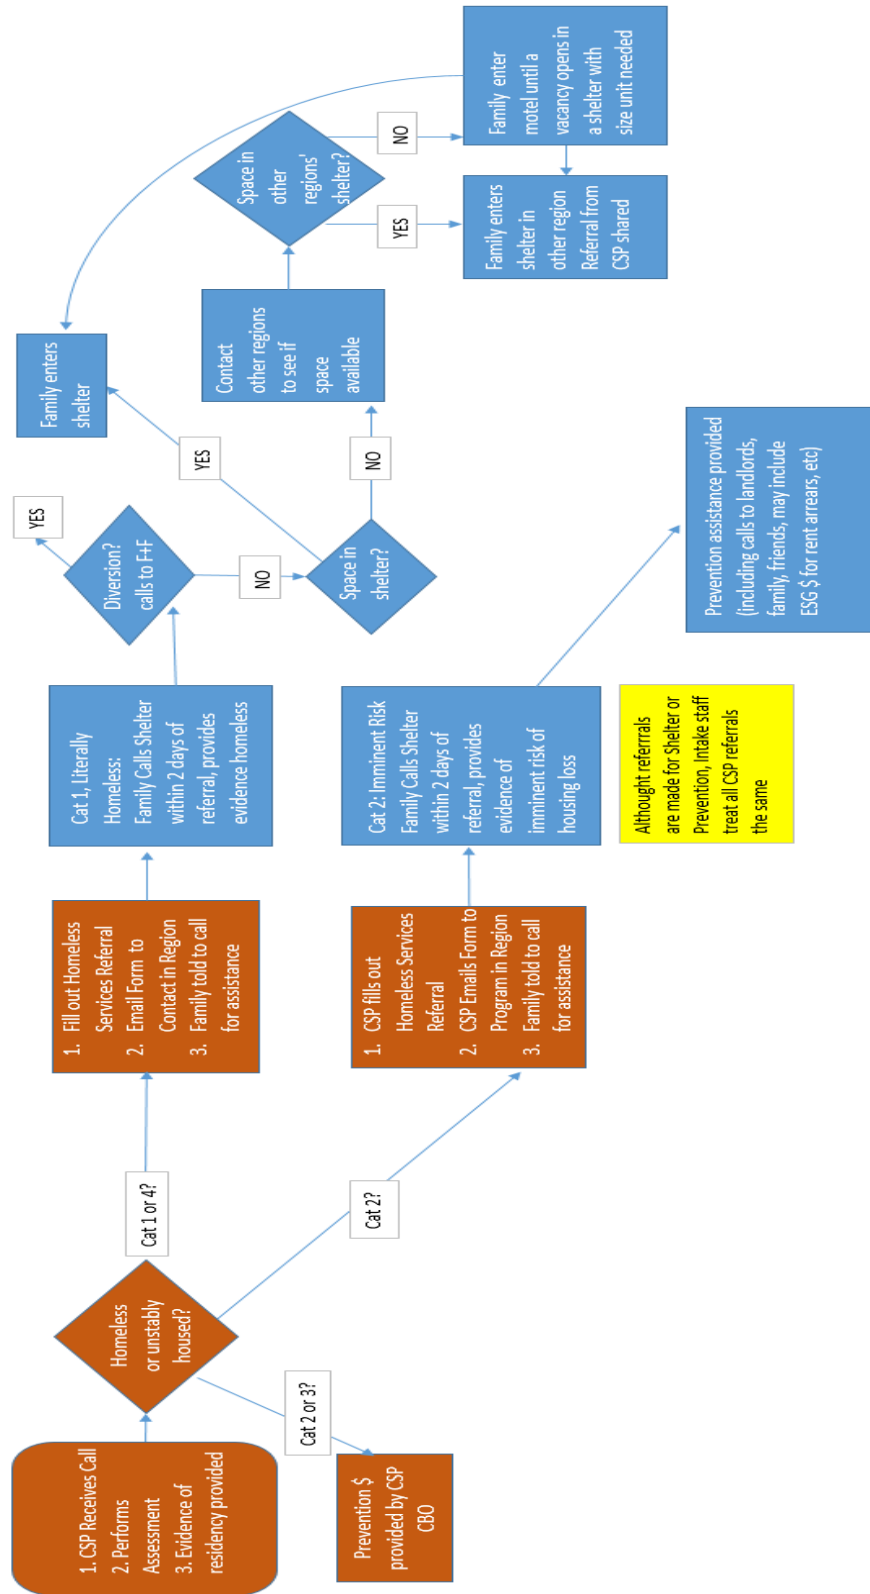 1. CSP Receives Call
2. Performs
Assessment
3. Evidence of
residency provided
Homeless
or unstably
housed?
Cat 1 or 4?
Cat 2?
Cat 2 or 3?
Prevention $
provided by CSP
CBO
1. Fill out Homeless
Services Referral
2. Email Form to
Contact in Region
3. Family told to call
for assistance
1. CSP fills out
Homeless Services
Referral
2. CSP Emails Form to
Program in Region
3. Family told to call
for assistance
Cat 1, Literally
Homeless:
Family Calls Shelter
within 2 days of
referral, provides
evidence homeless
Cat 2: Imminent Risk
Family Calls Shelter
within 2 days of
referral, provides
evidence of
imminent risk of
housing loss
Althought referrrals
are made for Shelter or
Prevention, Intake staff
treat all CSP referrals
the same
Diversion?
calls to F+F
YES
NO
Space in
shelter?
YES
NO
Family enters
shelter
Contact
other regions
to see if
space
available
Space in
other
regions'
shelter?
YES
NO
Family enters
shelter in
other region
Referral from
CSP shared
Family enter
motel until a
vacancy opens in
a shelter with
size unit needed
Prevention assistance provided
(including calls to landlords,
family, friends, may include
ESG $ for rent arrears, etc)